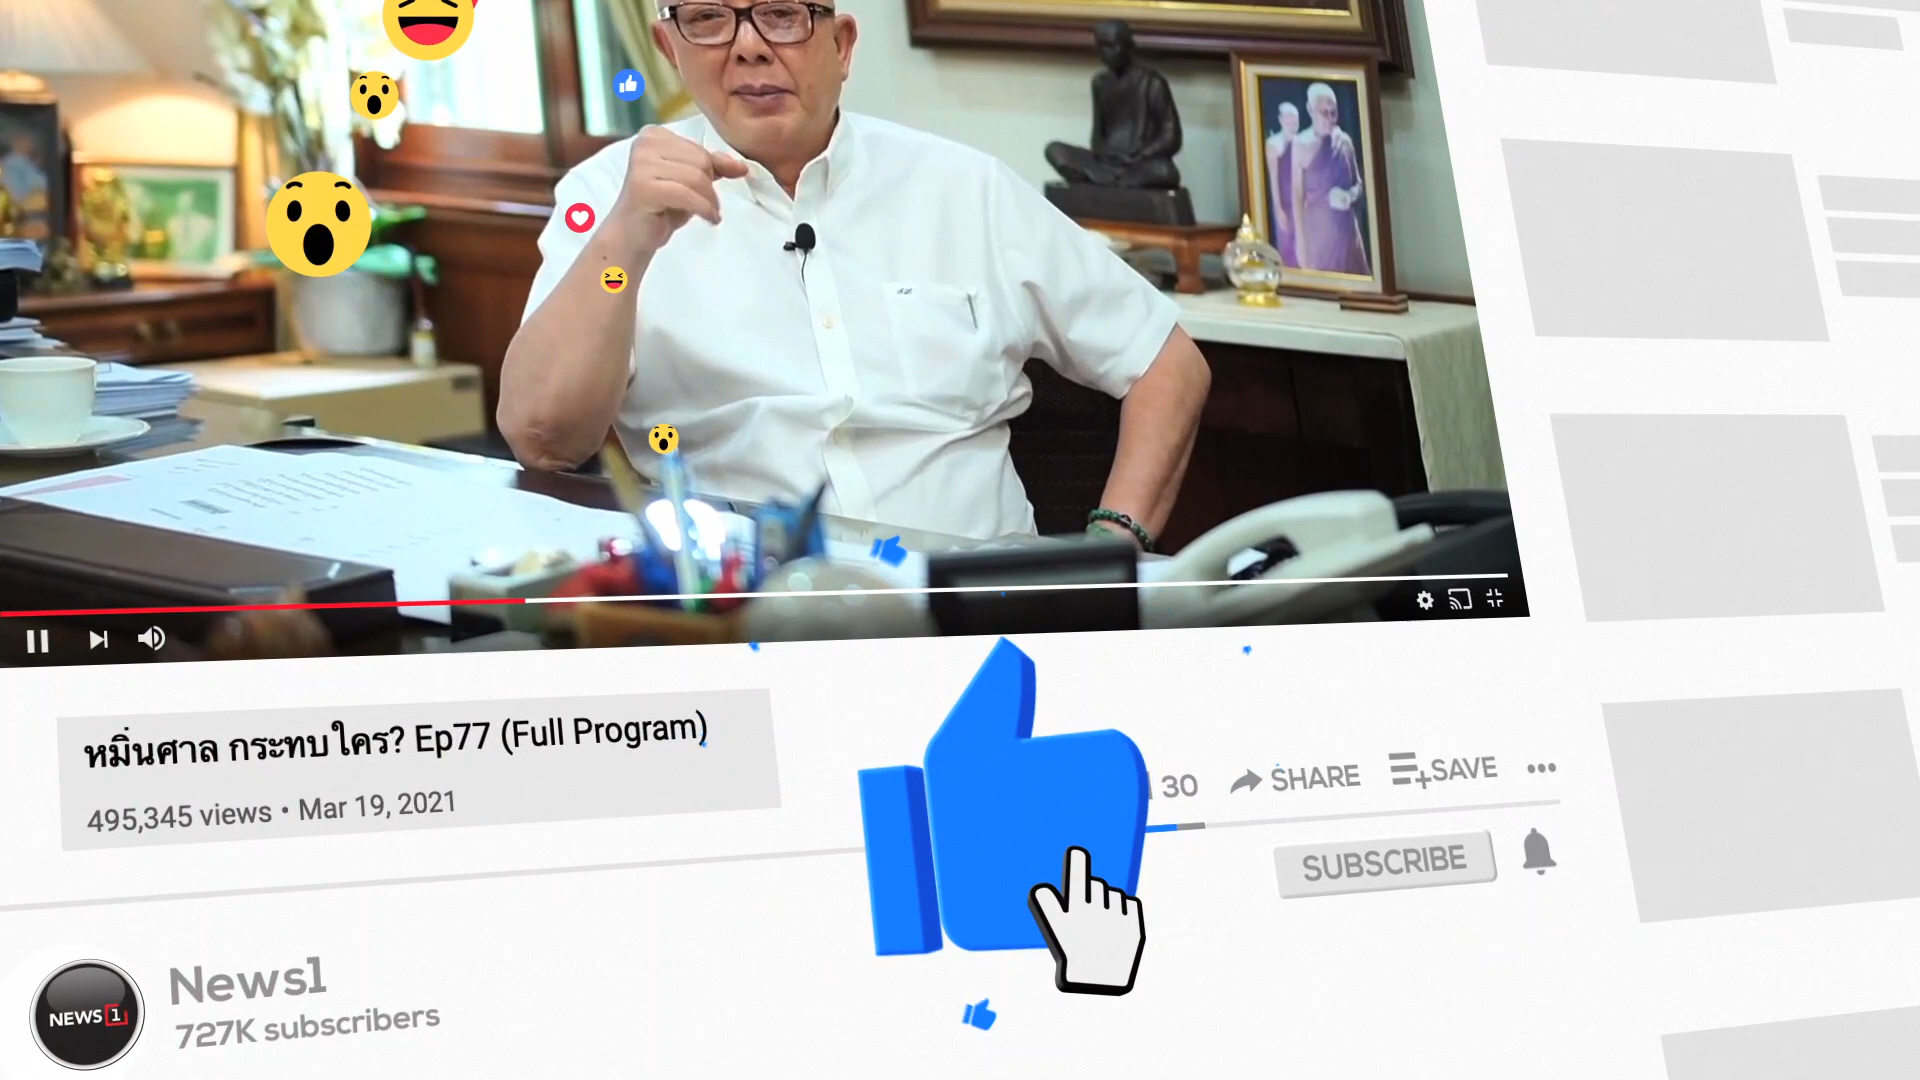 หมิ่นศาล กระทบใคร? Ep77 (Full Program)
495,345 views • Mar 19, 2021
30
SHARE
SAVE
SUBSCRIBE
NEWS 1
News1
727K subscribers